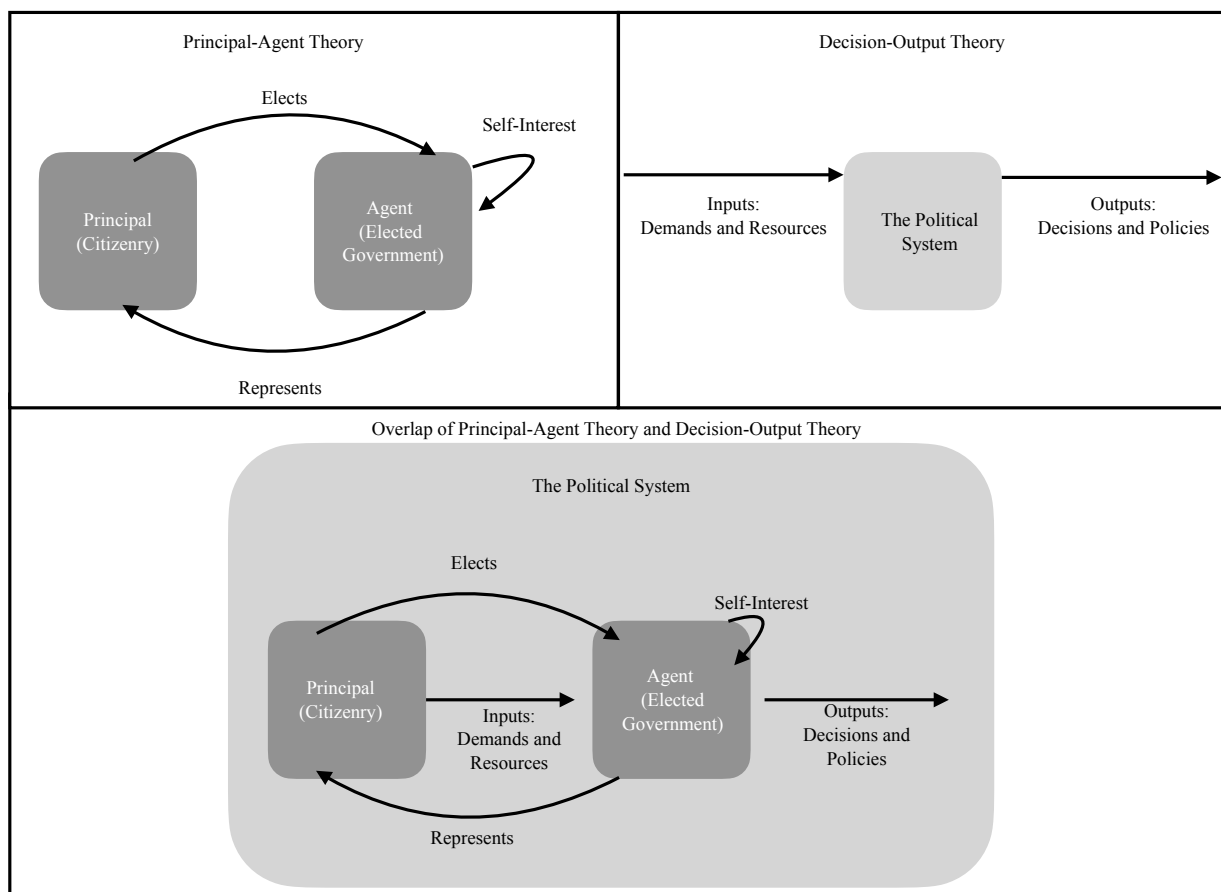 Principal-Agent Theory
Elects
Self-Interest
Principal
(Citizenry)
Agent
(Elected
Government)
Represents
Decision-Output Theory
Inputs:
Demands and Resources
The Political
System
Outputs:
Decisions and Policies
Overlap of Principal-Agent Theory and Decision-Output Theory
The Political System
Elects
Self-Interest
Principal
(Citizenry)
Inputs:
Demands and
Resources
Agent
(Elected
Government)
Outputs:
Decisions and
Policies
Represents